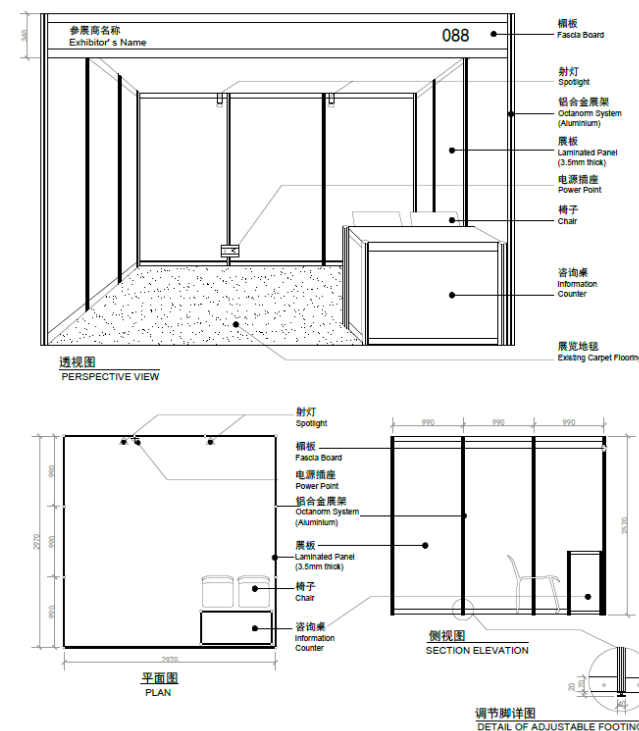 参展商名称
Exhibitor' s Name
088
340
楣板
Fascia Board
射灯
Spotlight
铝合金展架
Octanorm System
(Aluminium)
展板
Laminated Panel
(3.5mm thick)
电源插座
Power Point
椅子
Chair
咨询桌
Information
Counter
展览地毯
Existing Carpet Flooring
透视图
PERSPECTIVE VIEW
射灯
Spotlight
楣板
Fascia Board
电源插座
Power Point
铝合金展架
Octanorm System
(Aluminium)
展板
Laminated Panel
(3.5mm thick)
椅子
Chair
咨询桌
Information
Counter
990
990
990
2970
2970
平面图
PLAN
990
990
990
2520
侧视图
SECTION ELEVATION
20
70
40
调节脚详图
DETAIL OF ADJUSTABLE FOOTING